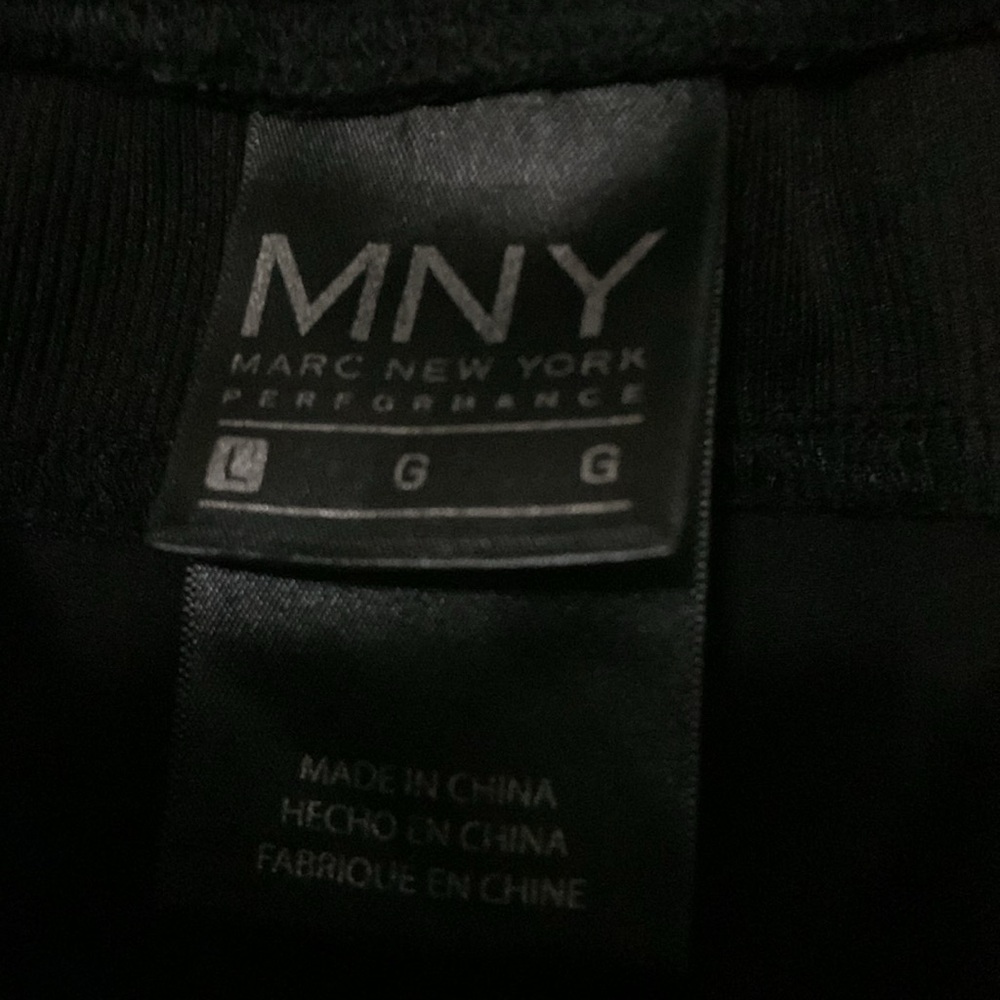 MNY
MARC NEW YORK
PERFORMANCE
L G G
MADE IN CHINA
HECHO EN CHINA
FABRIQUE EN CHINE